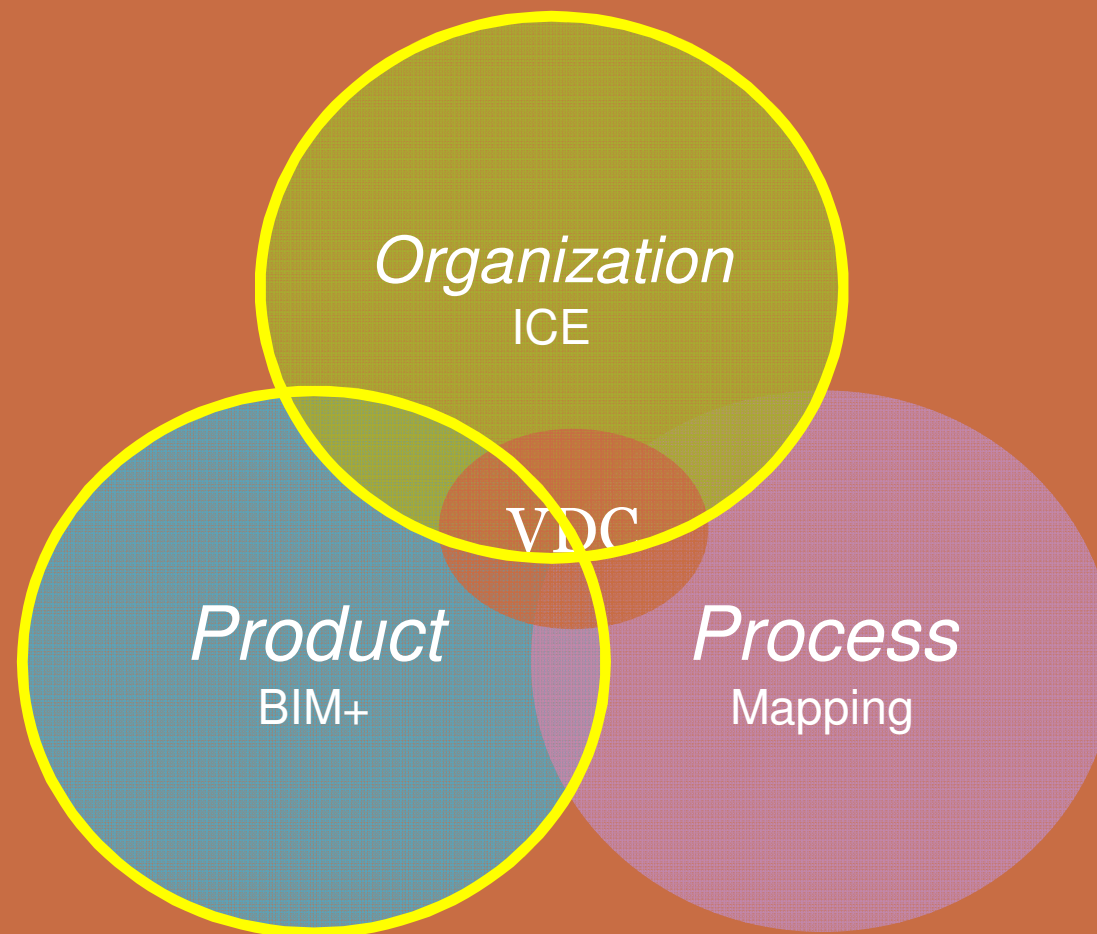 Organization
ICE
VDC
Product
BIM+
Process
Mapping